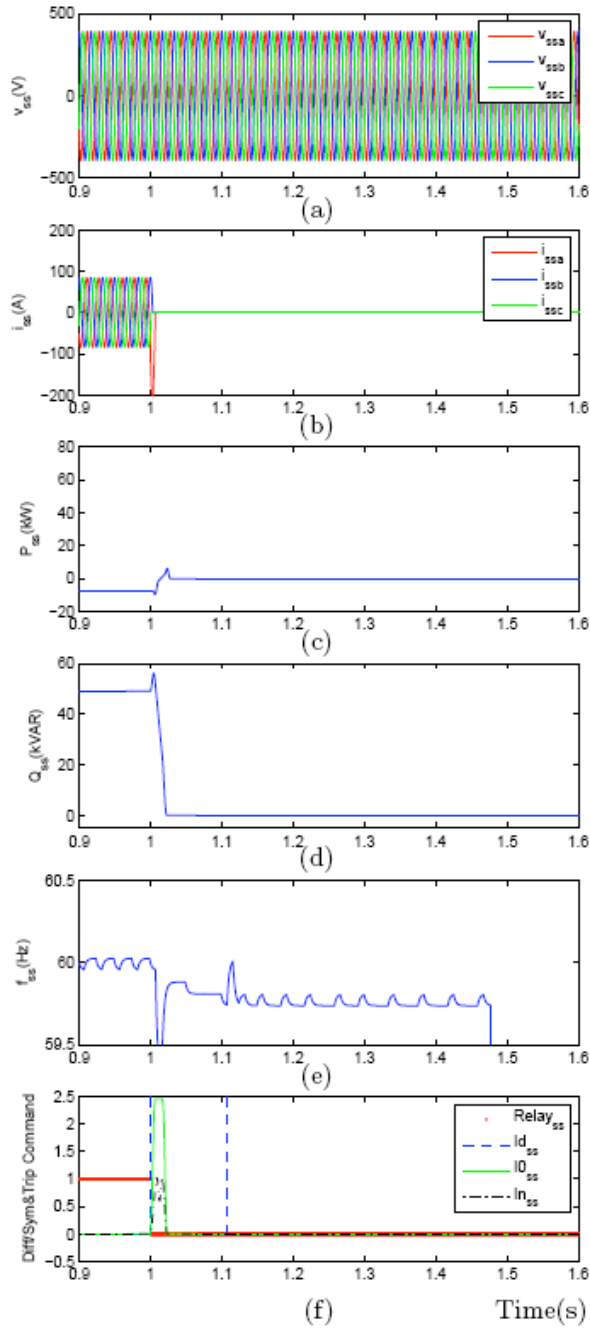 500
0
−500
v_ss(V)
v_ssa
v_ssb
v_ssc
0.9 1 1.1 1.2 1.3 1.4 1.5 1.6
(a)
200
100
0
−100
−200
i_ss(A)
i_ssa
i_ssb
i_ssc
0.9 1 1.1 1.2 1.3 1.4 1.5 1.6
(b)
80
60
40
20
0
−20
P_ss(kW)
0.9 1 1.1 1.2 1.3 1.4 1.5 1.6
(c)
60
40
20
0
Q_ss(kVAR)
0.9 1 1.1 1.2 1.3 1.4 1.5 1.6
(d)
60.5
60
59.5
f_ss(Hz)
0.9 1 1.1 1.2 1.3 1.4 1.5 1.6
(e)
2.5
2
1.5
1
0.5
0
−0.5
Diff/Sym&Trip Command
Relay_ss
Id_ss
I0_ss
In_ss
0.9 1 1.1 1.2 1.3 1.4 1.5 1.6
(f) Time(s)